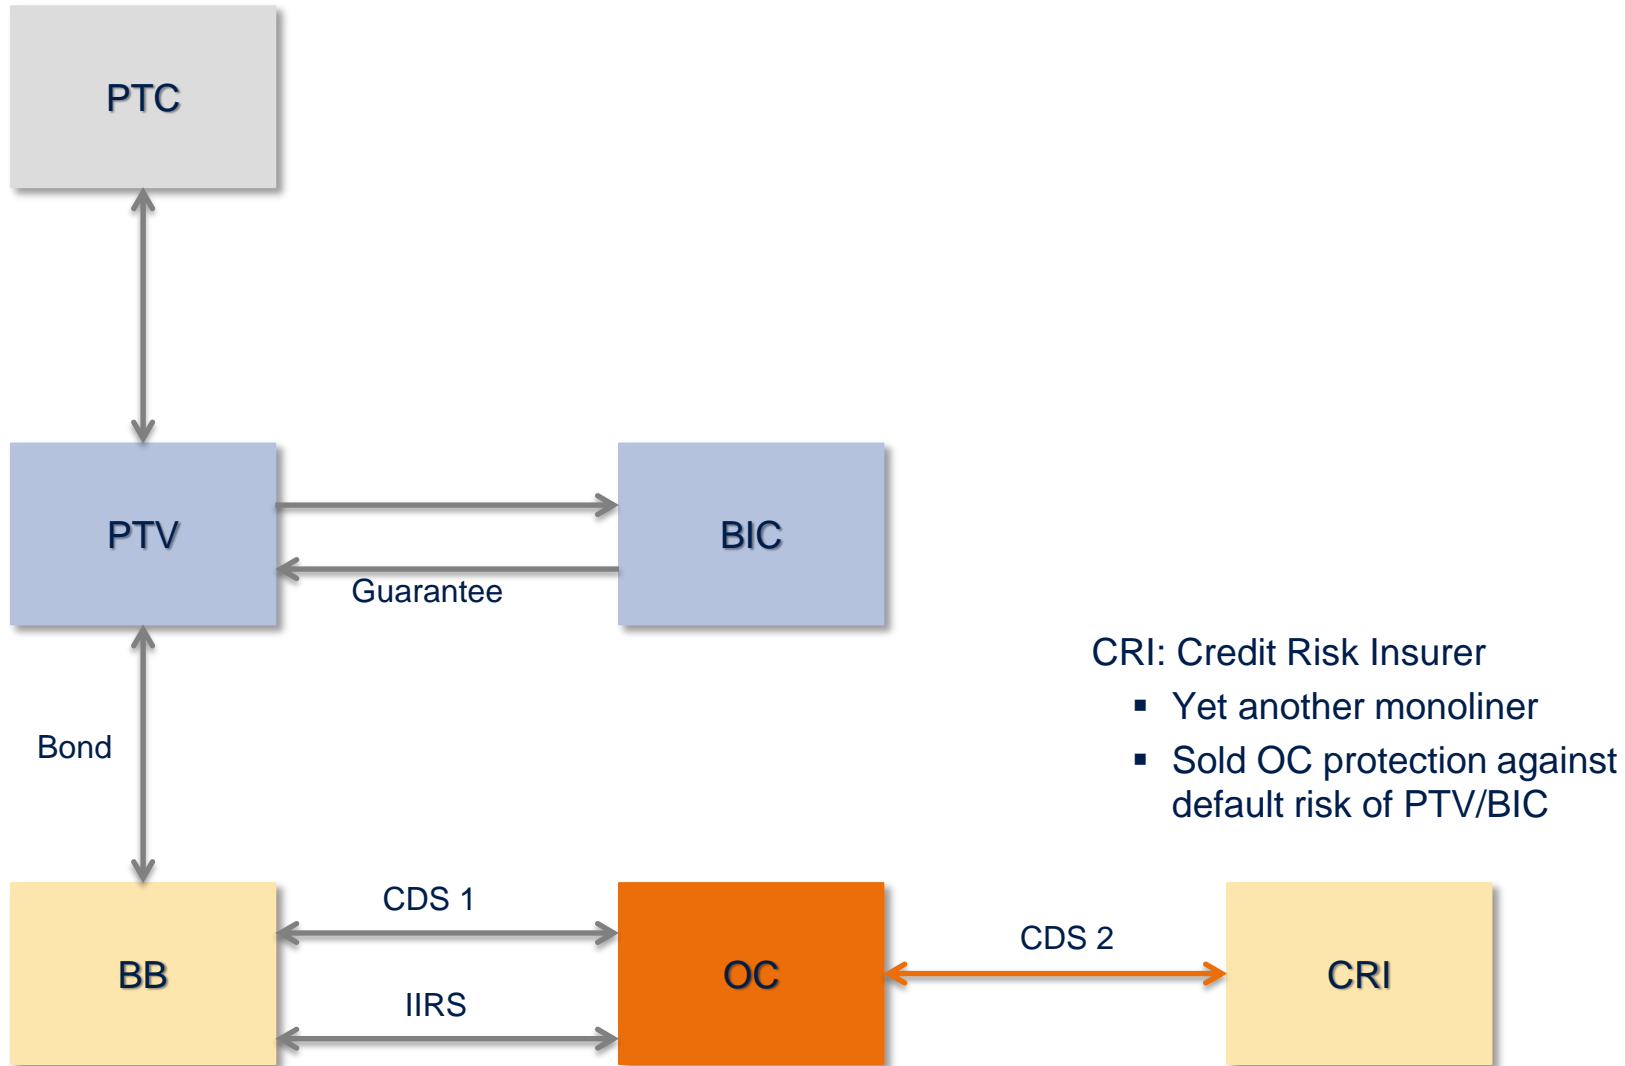 PTC
PTV
BIC
Guarantee
CRI: Credit Risk Insurer
▪ Yet another monoliner
▪ Sold OC protection against
default risk of PTV/BIC
Bond
CDS 1
CDS 2
BB
OC
CRI
IIRS